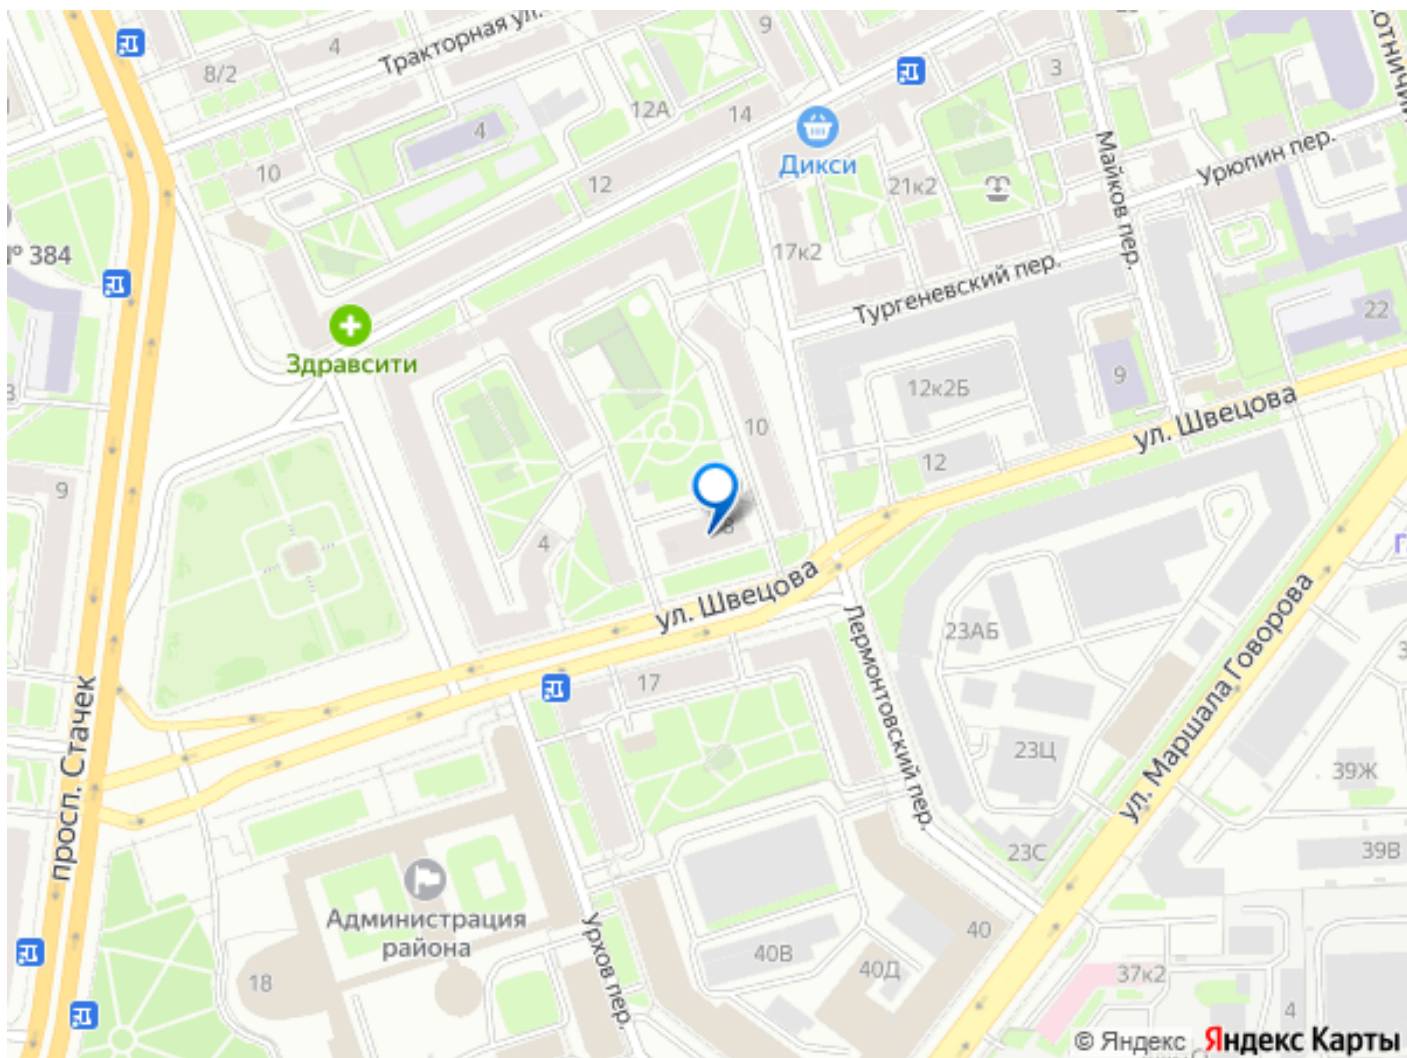 9
4
8/2
Тракторная ул.
3
12А
14
4
Дикси
Майков пер.
Урюпин пер.
10
12
21к2
№ 384
17к2
Тургеневский пер.
22
Здравсити
12к2Б
9
10
ул. Швецова
12
9
8
4
ул. Швецова
23АБ
Лермонтовский пер.
ул. Маршала Говорова
17
просп. Стачек
23Ц
39Ж
23С
39В
Администрация
района
Урхов пер.
40
40В
40Д
37к2
18
4
© Яндекс Яндекс Карты